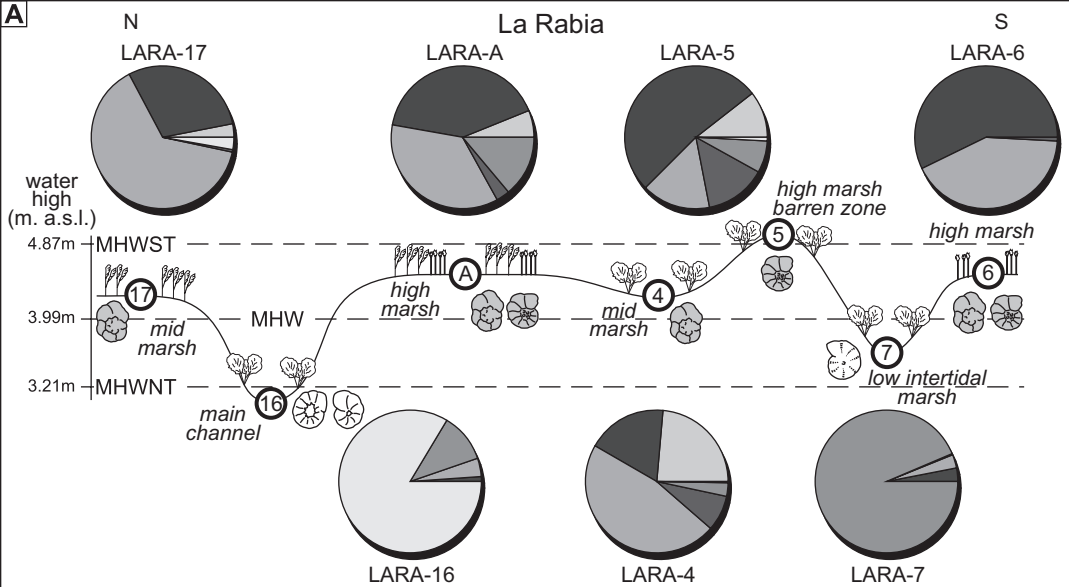 A
N
La Rabia
S
LARA-17
LARA-A
LARA-5
LARA-6
water
high
(m. a.s.l.)
high marsh
barren zone
high marsh
4.87m
MHWST
17
A
4
5
6
mid
marsh
high
marsh
mid
marsh
3.99m
MHW
7
low intertidal
marsh
3.21m
MHWNT
16
main
channel
LARA-16
LARA-4
LARA-7